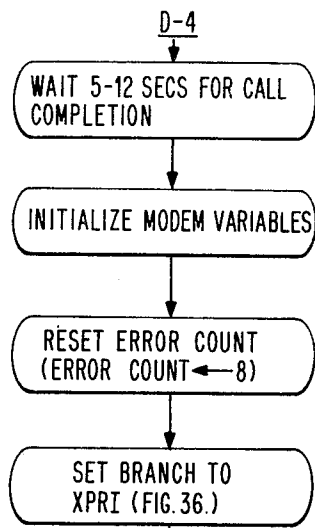 D-4
WAIT 5-12 SECS FOR CALL
COMPLETION
INITIALIZE MODEM VARIABLES
RESET ERROR COUNT
(ERROR COUNT ← 8)
SET BRANCH TO
XPRI (FIG.36.)